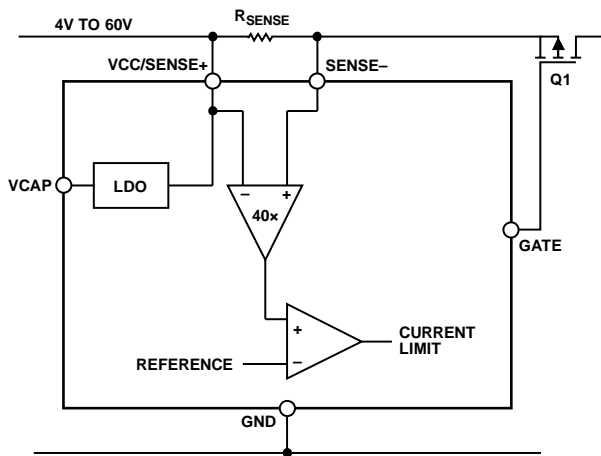 4V TO 60V
RSENSE
VCC/SENSE+
SENSE–
Q1
VCAP
LDO
– +
40×
GATE
+
–
REFERENCE
CURRENT
LIMIT
GND